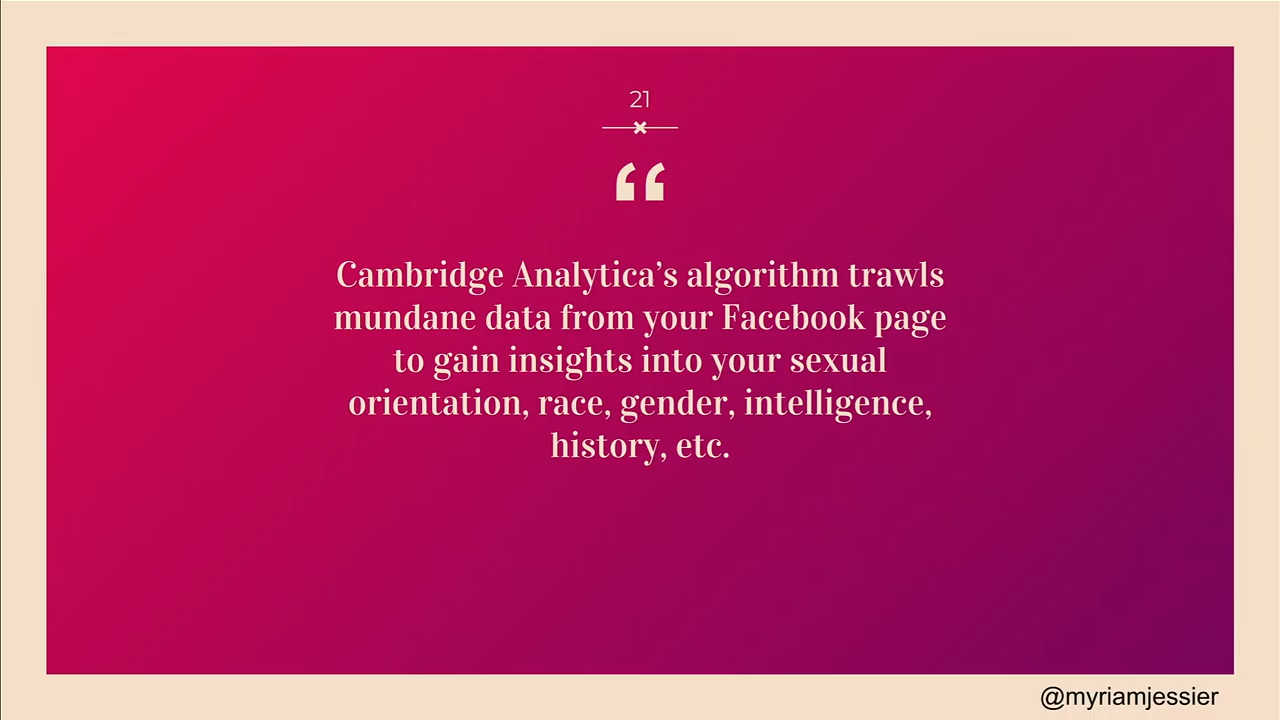 21
“
Cambridge Analytica’s algorithm trawls
mundane data from your Facebook page
to gain insights into your sexual
orientation, race, gender, intelligence,
history, etc.
@myriamjessier